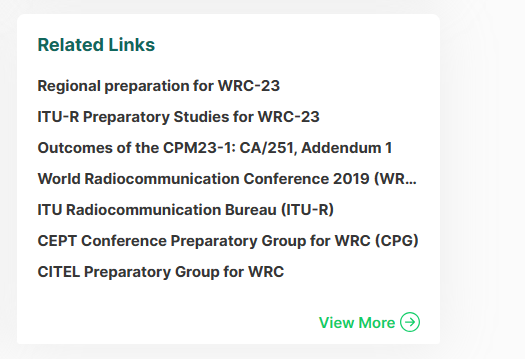 Related Links
Regional preparation for WRC-23
ITU-R Preparatory Studies for WRC-23
Outcomes of the CPM23-1: CA/251, Addendum 1
World Radiocommunication Conference 2019 (WR...
ITU Radiocommunication Bureau (ITU-R)
CEPT Conference Preparatory Group for WRC (CPG)
CITEL Preparatory Group for WRC
View More